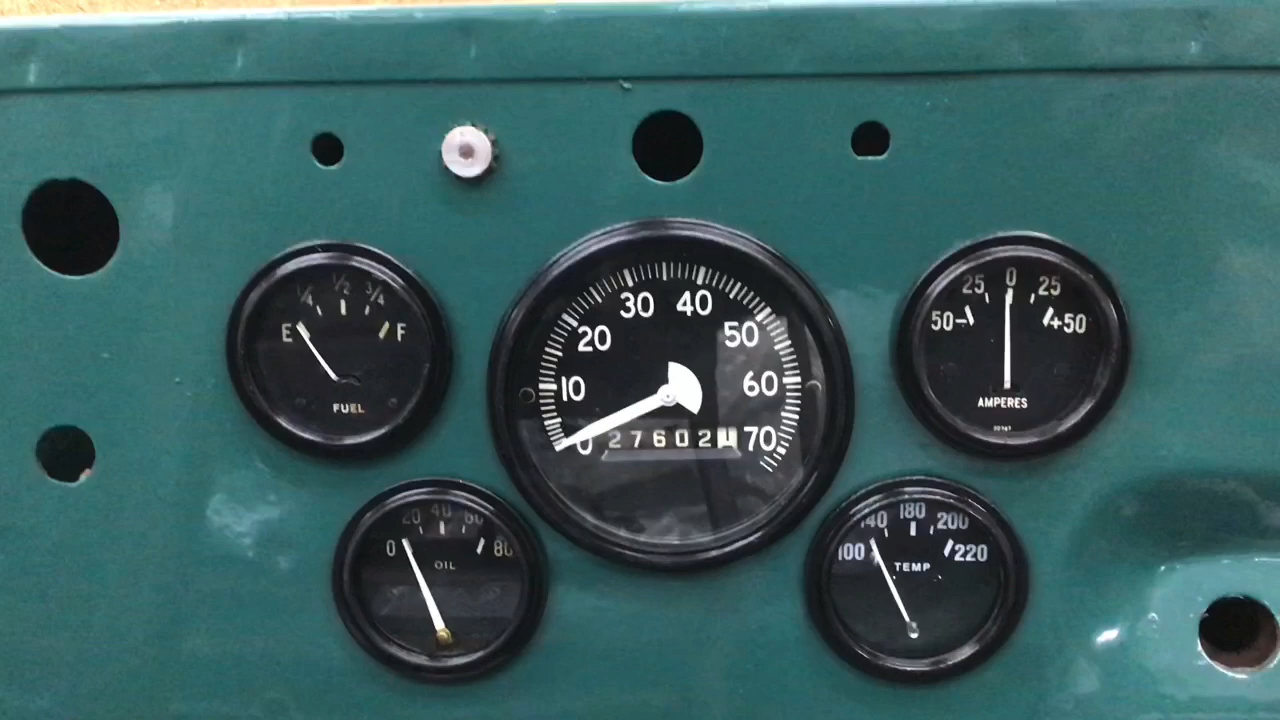 E 1/4 1/2 3/4 F
FUEL
0 10 20 30 40 50 60 70
27602
50- 25 0 25 +50
AMPERES
0 20 40 60 80
OIL
100 140 180 200 220
TEMP